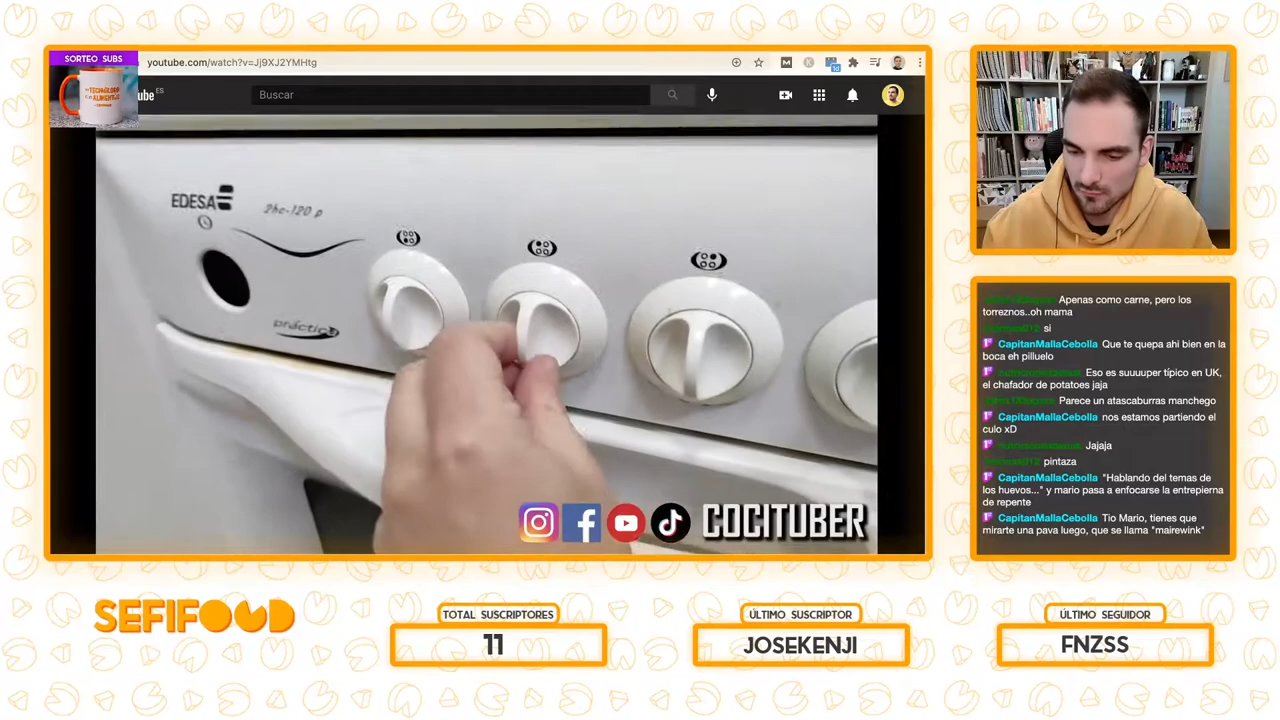 SORTEO SUBS
youtube.com/watch?v=Jj9XJ2YMHtg
ES
Buscar
EDESA
2hc-120 p
práctica
COCITUBER
Apenas como carne, pero los
torreznos..oh mama
si
CapitanMallaCebolla Que te quepa ahi bien en la
boca eh pilluelo
Eso es suuuuper típico en UK,
el chafador de potatoes jaja
Parece un atascaburras manchego
CapitanMallaCebolla nos estamos partiendo el
culo xD
Jajaja
pintaza
CapitanMallaCebolla "Hablando del temas de
los huevos..." y mario pasa a enfocarse la entrepierna
de repente
CapitanMallaCebolla Tio Mario, tienes que
mirarte una pava luego, que se llama "mairewink"
SEFIFOOD
TOTAL SUSCRIPTORES
11
ÚLTIMO SUSCRIPTOR
JOSEKENJI
ÚLTIMO SEGUIDOR
FNZSS